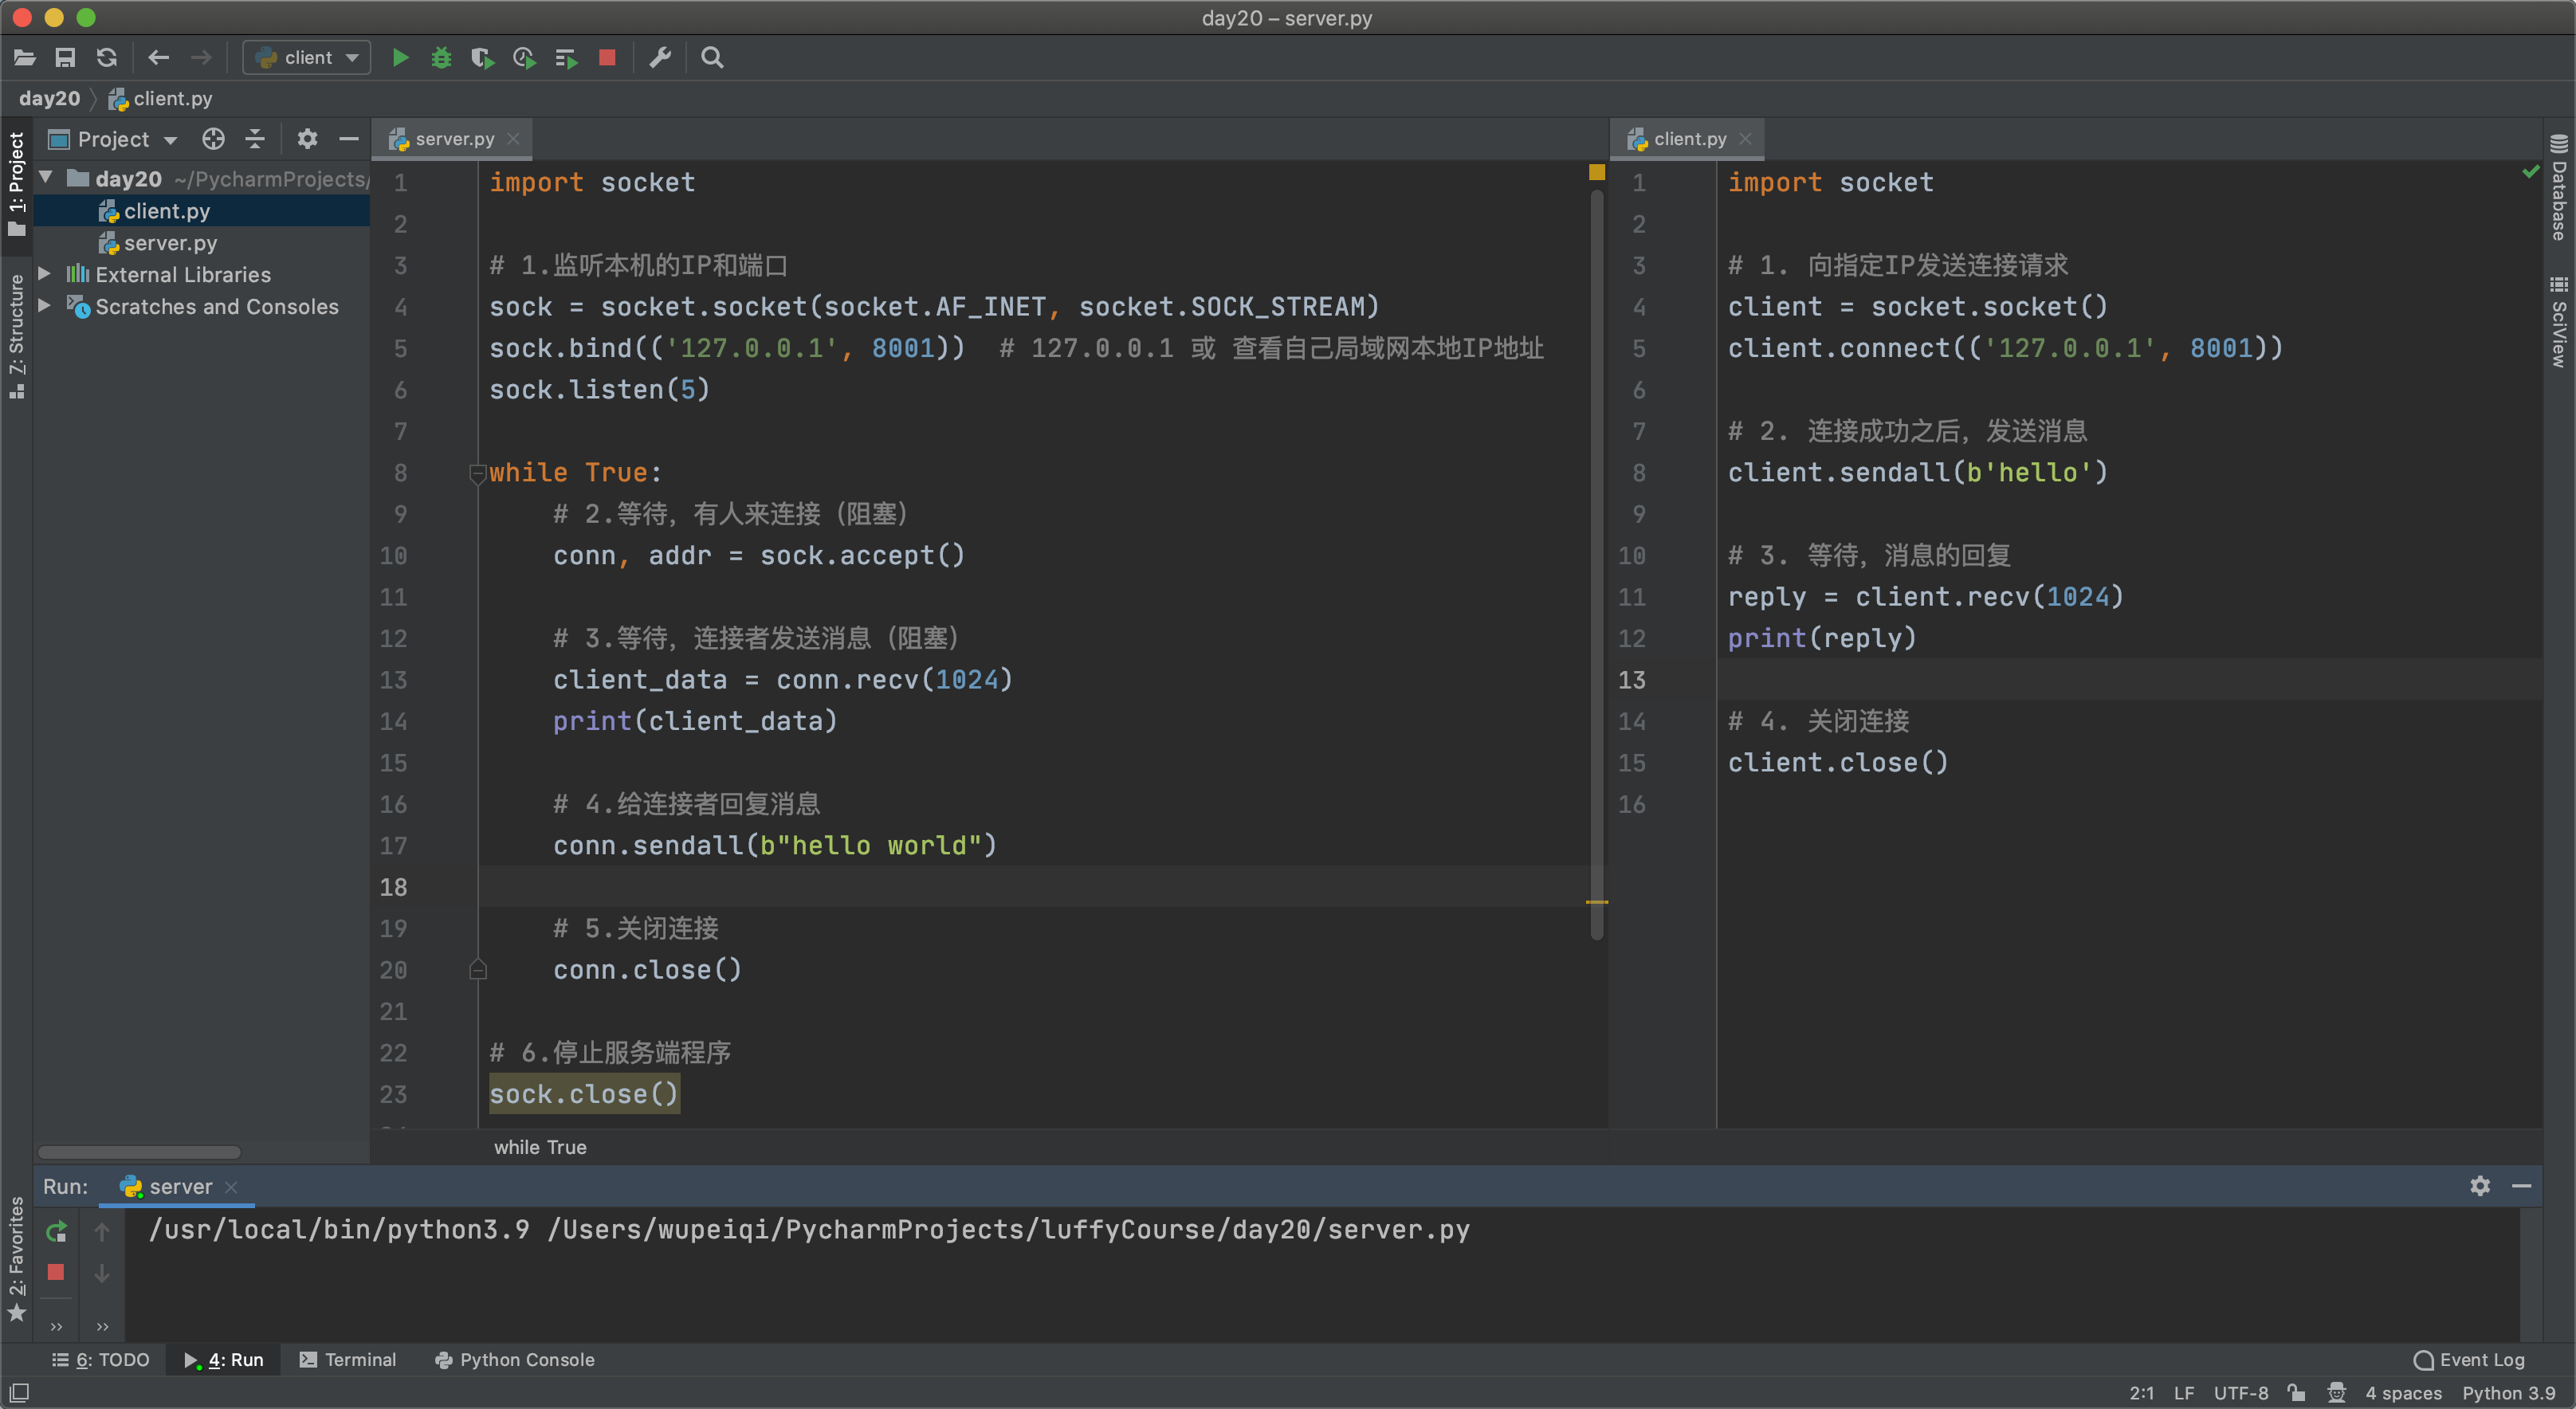 day20 – server.py
client
day20
client.py
1: Project
Project
server.py
client.py
day20 ~/PycharmProjects/
client.py
server.py
External Libraries
Scratches and Consoles
Z: Structure
2: Favorites
1 import socket
2
3 # 1.监听本机的IP和端口
4 sock = socket.socket(socket.AF_INET, socket.SOCK_STREAM)
5 sock.bind(('127.0.0.1', 8001))  # 127.0.0.1 或 查看自己局域网本地IP地址
6 sock.listen(5)
7
8 while True:
9     # 2.等待，有人来连接（阻塞）
10     conn, addr = sock.accept()
11
12     # 3.等待，连接者发送消息（阻塞）
13     client_data = conn.recv(1024)
14     print(client_data)
15
16     # 4.给连接者回复消息
17     conn.sendall(b"hello world")
18
19     # 5.关闭连接
20     conn.close()
21
22 # 6.停止服务端程序
23 sock.close()
while True
1 import socket
2
3 # 1. 向指定IP发送连接请求
4 client = socket.socket()
5 client.connect(('127.0.0.1', 8001))
6
7 # 2. 连接成功之后，发送消息
8 client.sendall(b'hello')
9
10 # 3. 等待，消息的回复
11 reply = client.recv(1024)
12 print(reply)
13
14 # 4. 关闭连接
15 client.close()
16
Database
SciView
Run:
server
/usr/local/bin/python3.9 /Users/wupeiqi/PycharmProjects/luffyCourse/day20/server.py
6: TODO
4: Run
Terminal
Python Console
Event Log
2:1 LF UTF-8 4 spaces Python 3.9